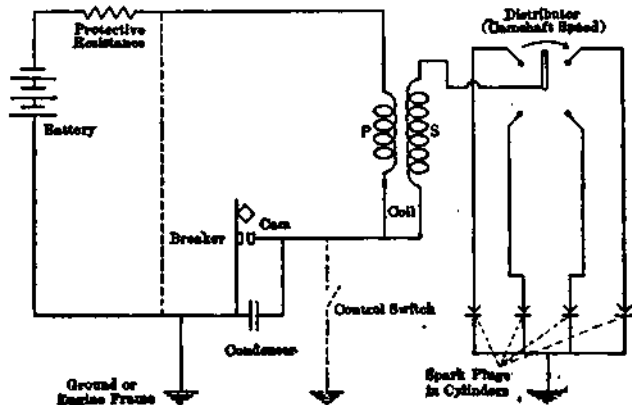 Protective
Resistance
Distributor
(Camshaft Speed)
Battery
P
S
Coil
Cam
Breaker
Control Switch
Condenser
Ground or
Engine Frame
Spark Plugs
in Cylinders